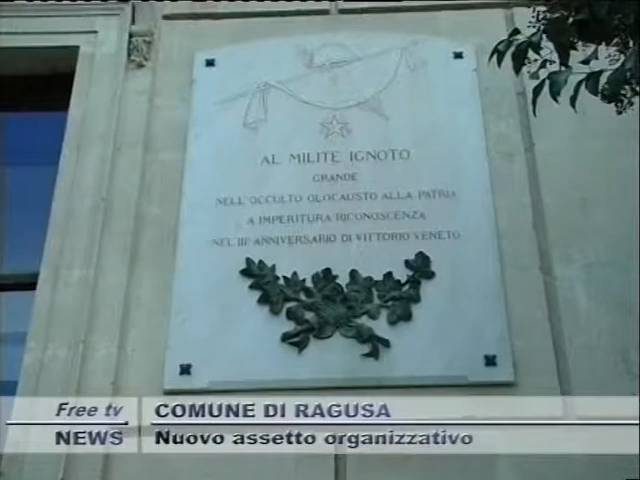 AL MILITE IGNOTO
GRANDE
NELL'OCCULTO OLOCAUSTO ALLA PATRIA
A IMPERITURA RICONOSCENZA
NEL III° ANNIVERSARIO DI VITTORIO VENETO
Free tv
NEWS
COMUNE DI RAGUSA
Nuovo assetto organizzativo